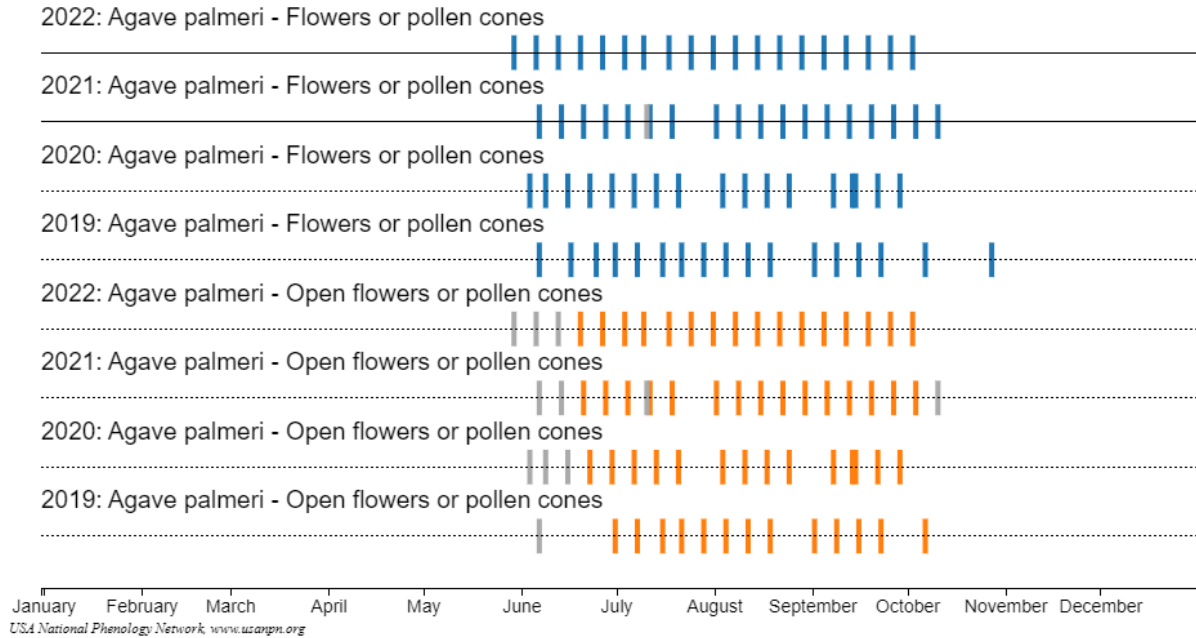 2022: Agave palmeri - Flowers or pollen cones
2021: Agave palmeri - Flowers or pollen cones
2020: Agave palmeri - Flowers or pollen cones
2019: Agave palmeri - Flowers or pollen cones
2022: Agave palmeri - Open flowers or pollen cones
2021: Agave palmeri - Open flowers or pollen cones
2020: Agave palmeri - Open flowers or pollen cones
2019: Agave palmeri - Open flowers or pollen cones
January February March April May June July August September October November December
USA National Phenology Network, www.usanpn.org